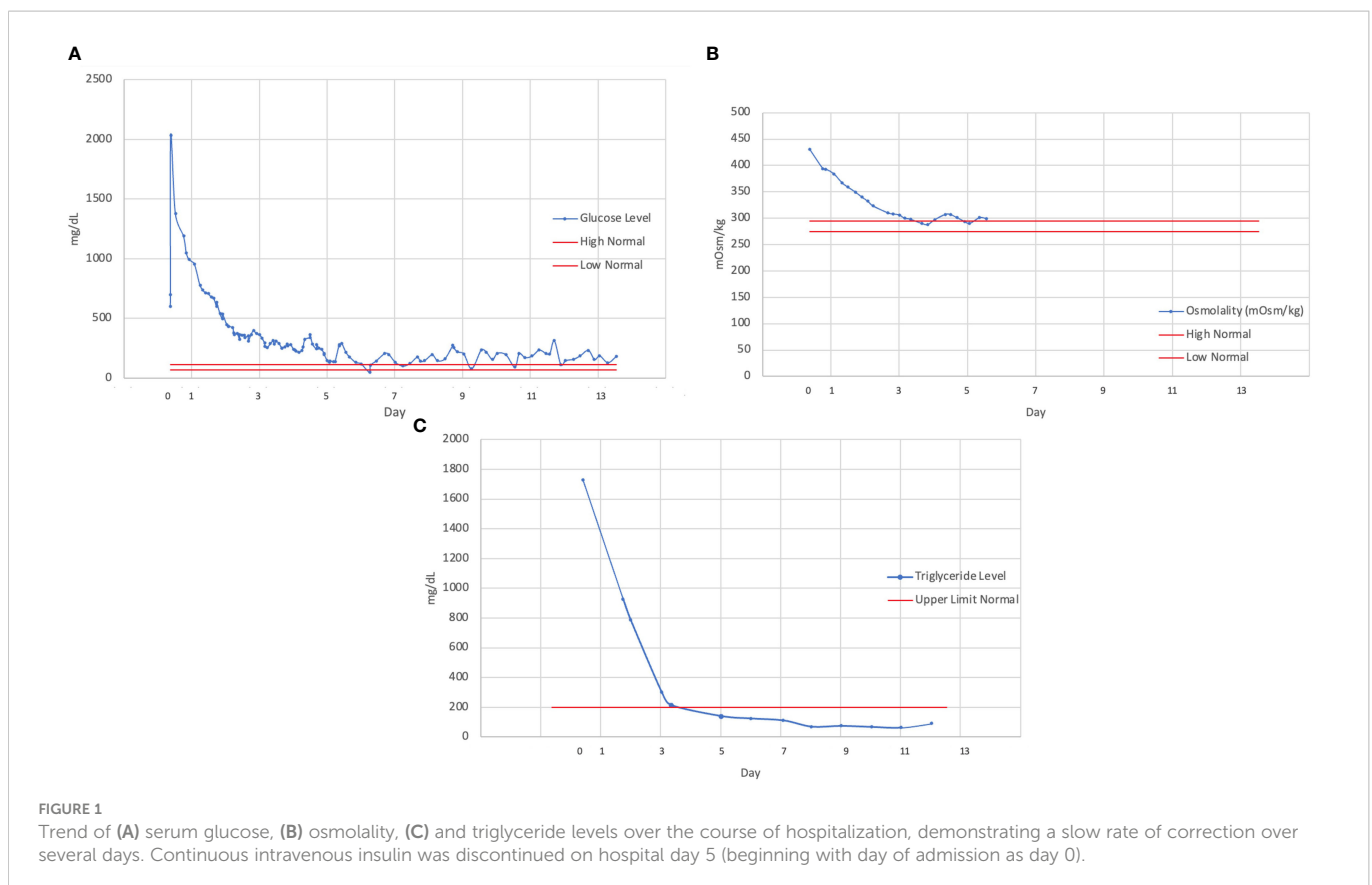 A
2500
2000
1500
1000
500
0
mg/dL
Glucose Level
High Normal
Low Normal
0 1 3 5 7 9 11 13
Day
B
500
450
400
350
300
250
200
150
100
50
0
mOsm/kg
Osmolality (mOsm/kg)
High Normal
Low Normal
0 1 3 5 7 9 11 13
Day
C
2000
1800
1600
1400
1200
1000
800
600
400
200
0
mg/dL
Triglyceride Level
Upper Limit Normal
0 1 3 5 7 9 11 13
Day
FIGURE 1
Trend of (A) serum glucose, (B) osmolality, (C) and triglyceride levels over the course of hospitalization, demonstrating a slow rate of correction over
several days. Continuous intravenous insulin was discontinued on hospital day 5 (beginning with day of admission as day 0).